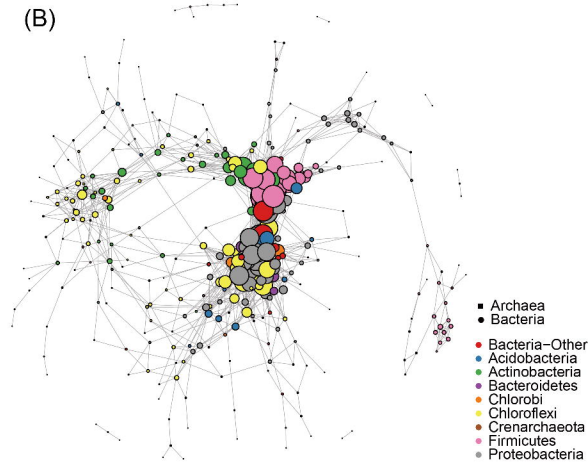 (B)
Archaea
Bacteria
Bacteria−Other
Acidobacteria
Actinobacteria
Bacteroidetes
Chlorobi
Chloroflexi
Crenarchaeota
Firmicutes
Proteobacteria